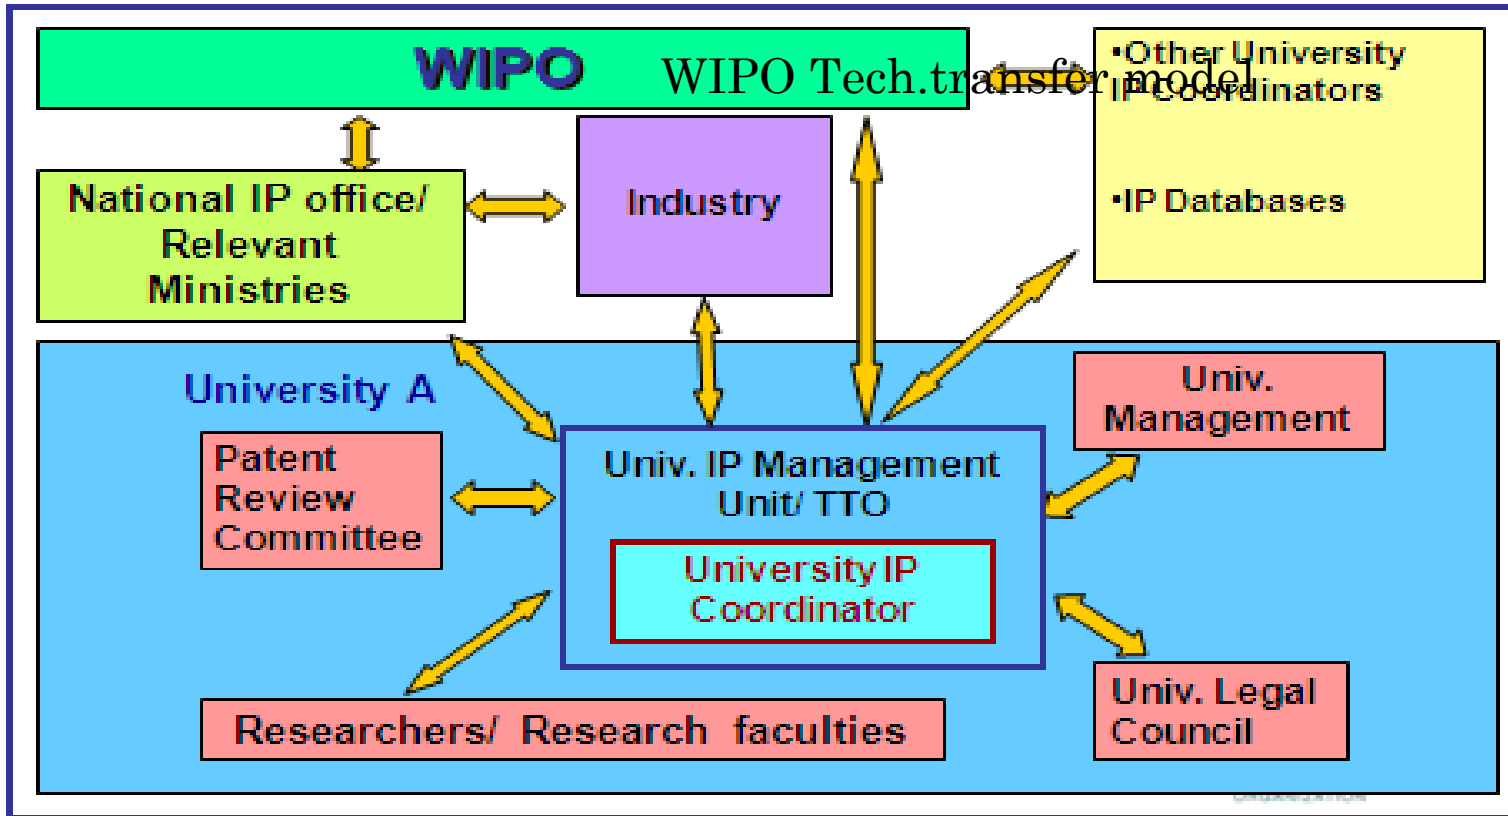 WIPO
WIPO Tech.transfer model
•Other University
IP Coordinators
•IP Databases
National IP office/
Relevant
Ministries
Industry
University A
Univ.
Management
Patent
Review
Committee
Univ. IP Management
Unit/ TTO
University IP
Coordinator
Researchers/ Research faculties
Univ. Legal
Council